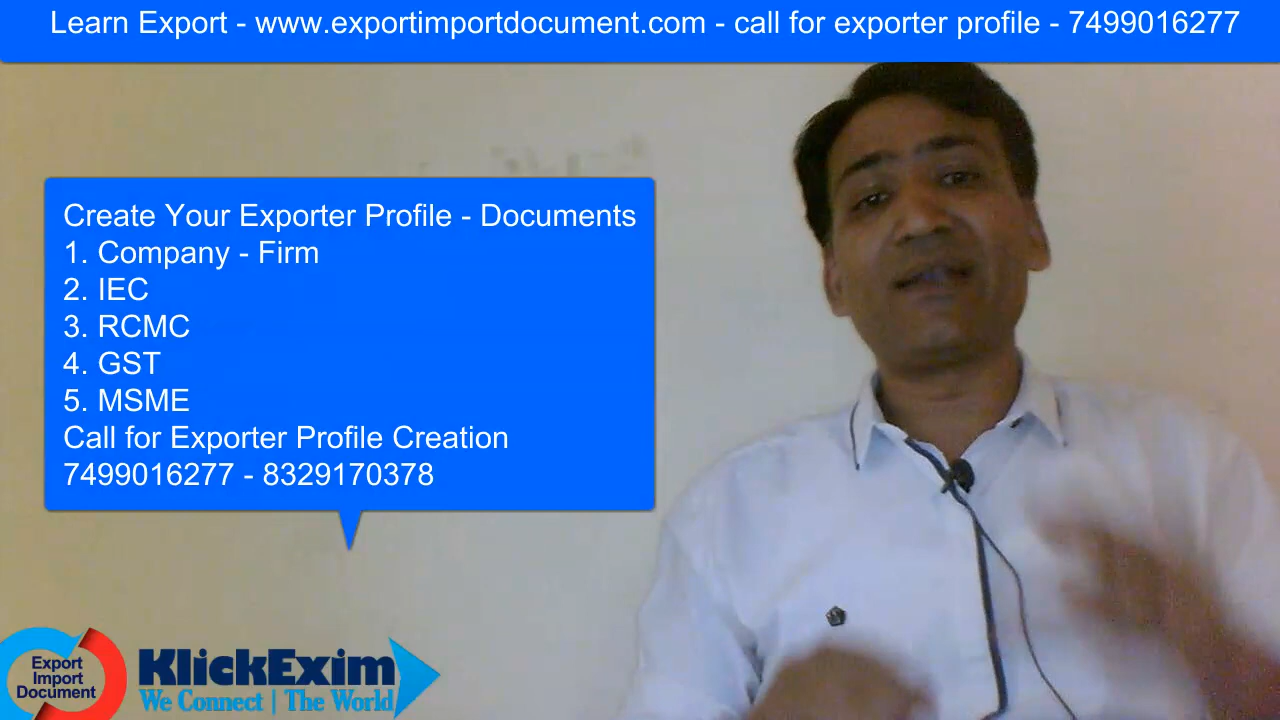 Learn Export - www.exportimportdocument.com - call for exporter profile - 7499016277
Create Your Exporter Profile - Documents
1. Company - Firm
2. IEC
3. RCMC
4. GST
5. MSME
Call for Exporter Profile Creation
7499016277 - 8329170378
Export
Import
Document
KlickExim
We Connect | The World